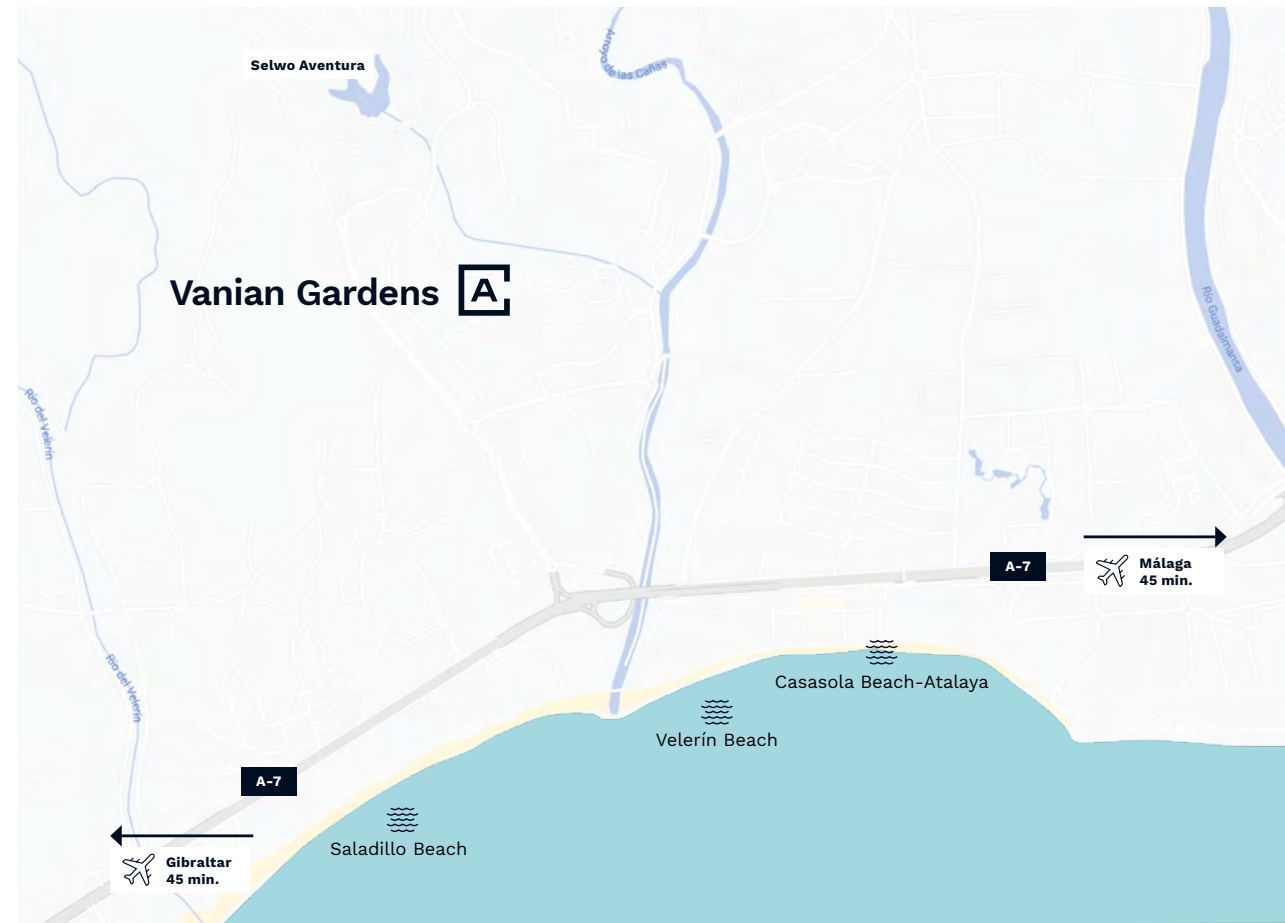 Selwo Aventura
Arroyo de las Cañas
Vanian Gardens A
Río Guadalmansa
Río del Velerín
A-7
Málaga
45 min.
Casasola Beach-Atalaya
Río del Velerín
Velerín Beach
A-7
Saladillo Beach
Gibraltar
45 min.